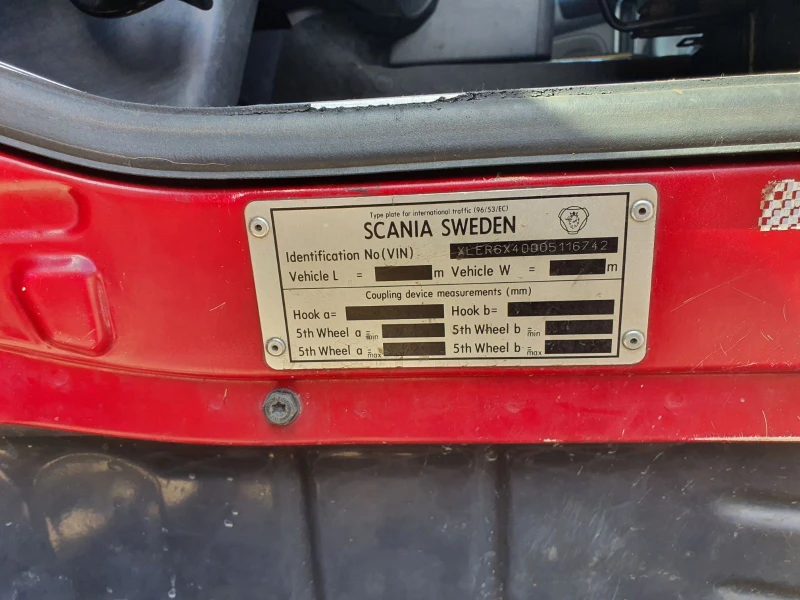 Type plate for international traffic (96/53/EC)
SCANIA SWEDEN
Identification No (VIN) XLER6X40005116742
Vehicle L = m Vehicle W = m
Coupling device measurements (mm)
Hook a= Hook b=
5th Wheel a = min 5th Wheel b = min
5th Wheel a = max 5th Wheel b = max